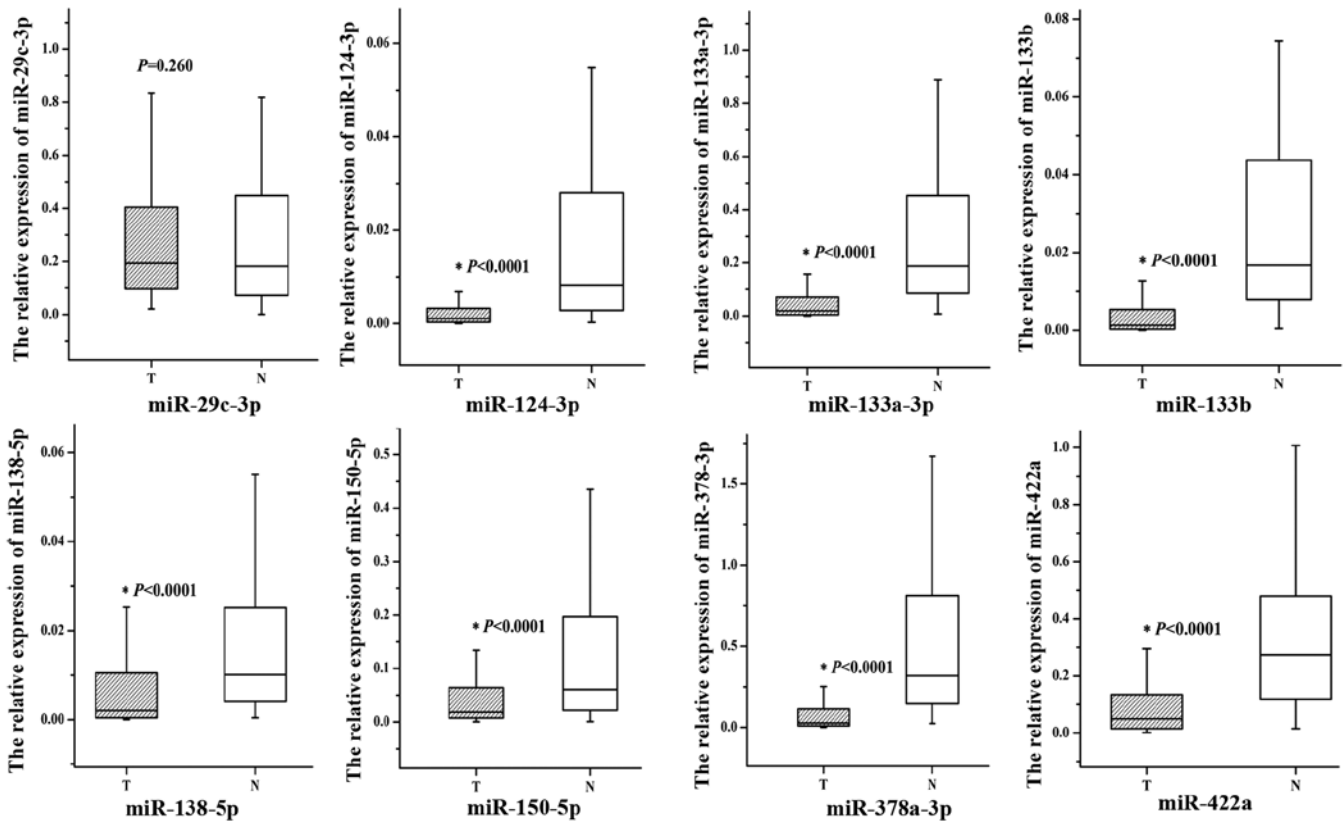 The relative expression of miR-29c-3p
1.0
0.8
0.6
0.4
0.2
0.0
P=0.260
T
N
miR-29c-3p
The relative expression of miR-124-3p
0.06
0.04
0.02
0.00
* P<0.0001
T
N
miR-124-3p
The relative expression of miR-133a-3p
1.0
0.8
0.6
0.4
0.2
0.0
* P<0.0001
T
N
miR-133a-3p
The relative expression of miR-133b
0.08
0.06
0.04
0.02
0.00
* P<0.0001
T
N
miR-133b
The relative expression of miR-138-5p
0.06
0.04
0.02
0.00
* P<0.0001
T
N
miR-138-5p
The relative expression of miR-150-5p
0.5
0.4
0.3
0.2
0.1
0.0
* P<0.0001
T
N
miR-150-5p
The relative expression of miR-378-3p
1.5
1.0
0.5
0.0
* P<0.0001
T
N
miR-378a-3p
The relative expression of miR-422a
1.0
0.8
0.6
0.4
0.2
0.0
* P<0.0001
T
N
miR-422a